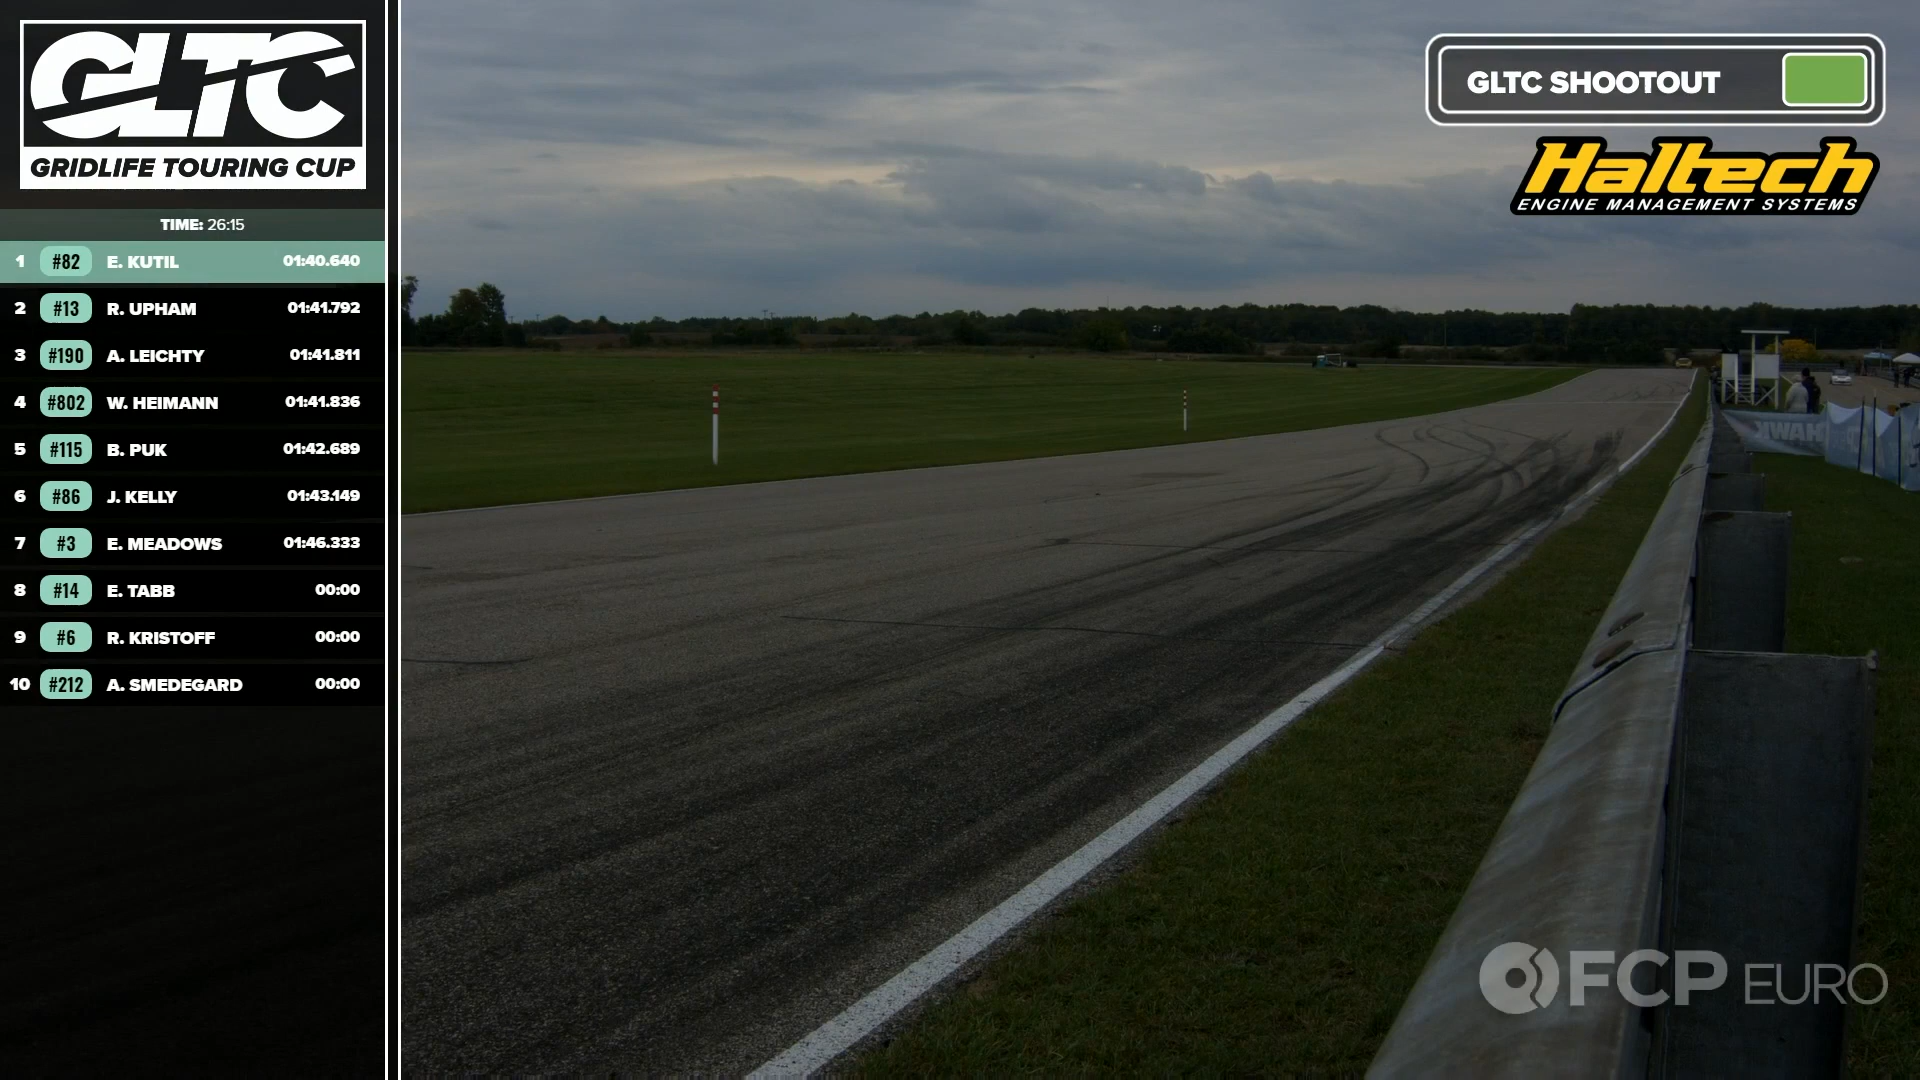 GLTC
GRIDLIFE TOURING CUP
TIME: 26:15
1 #82 E. KUTIL 01:40.640
2 #13 R. UPHAM 01:41.792
3 #190 A. LEICHTY 01:41.811
4 #802 W. HEIMANN 01:41.836
5 #115 B. PUK 01:42.689
6 #86 J. KELLY 01:43.149
7 #3 E. MEADOWS 01:46.333
8 #14 E. TABB 00:00
9 #6 R. KRISTOFF 00:00
10 #212 A. SMEDEGARD 00:00
GLTC SHOOTOUT
Haltech
ENGINE MANAGEMENT SYSTEMS
HAWK
FCP EURO